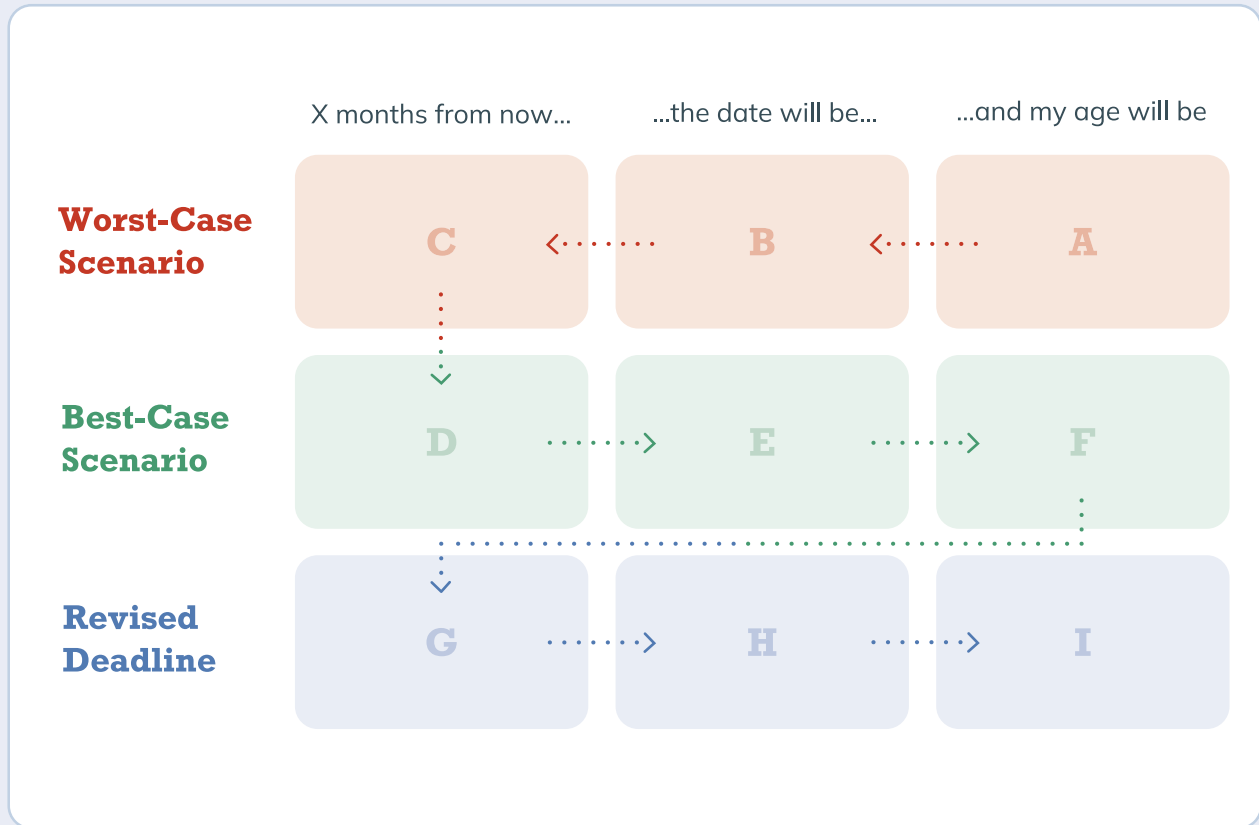 X months from now...
...the date will be...
...and my age will be
Worst-Case
Scenario
C
B
A
Best-Case
Scenario
D
E
F
Revised
Deadline
G
H
I